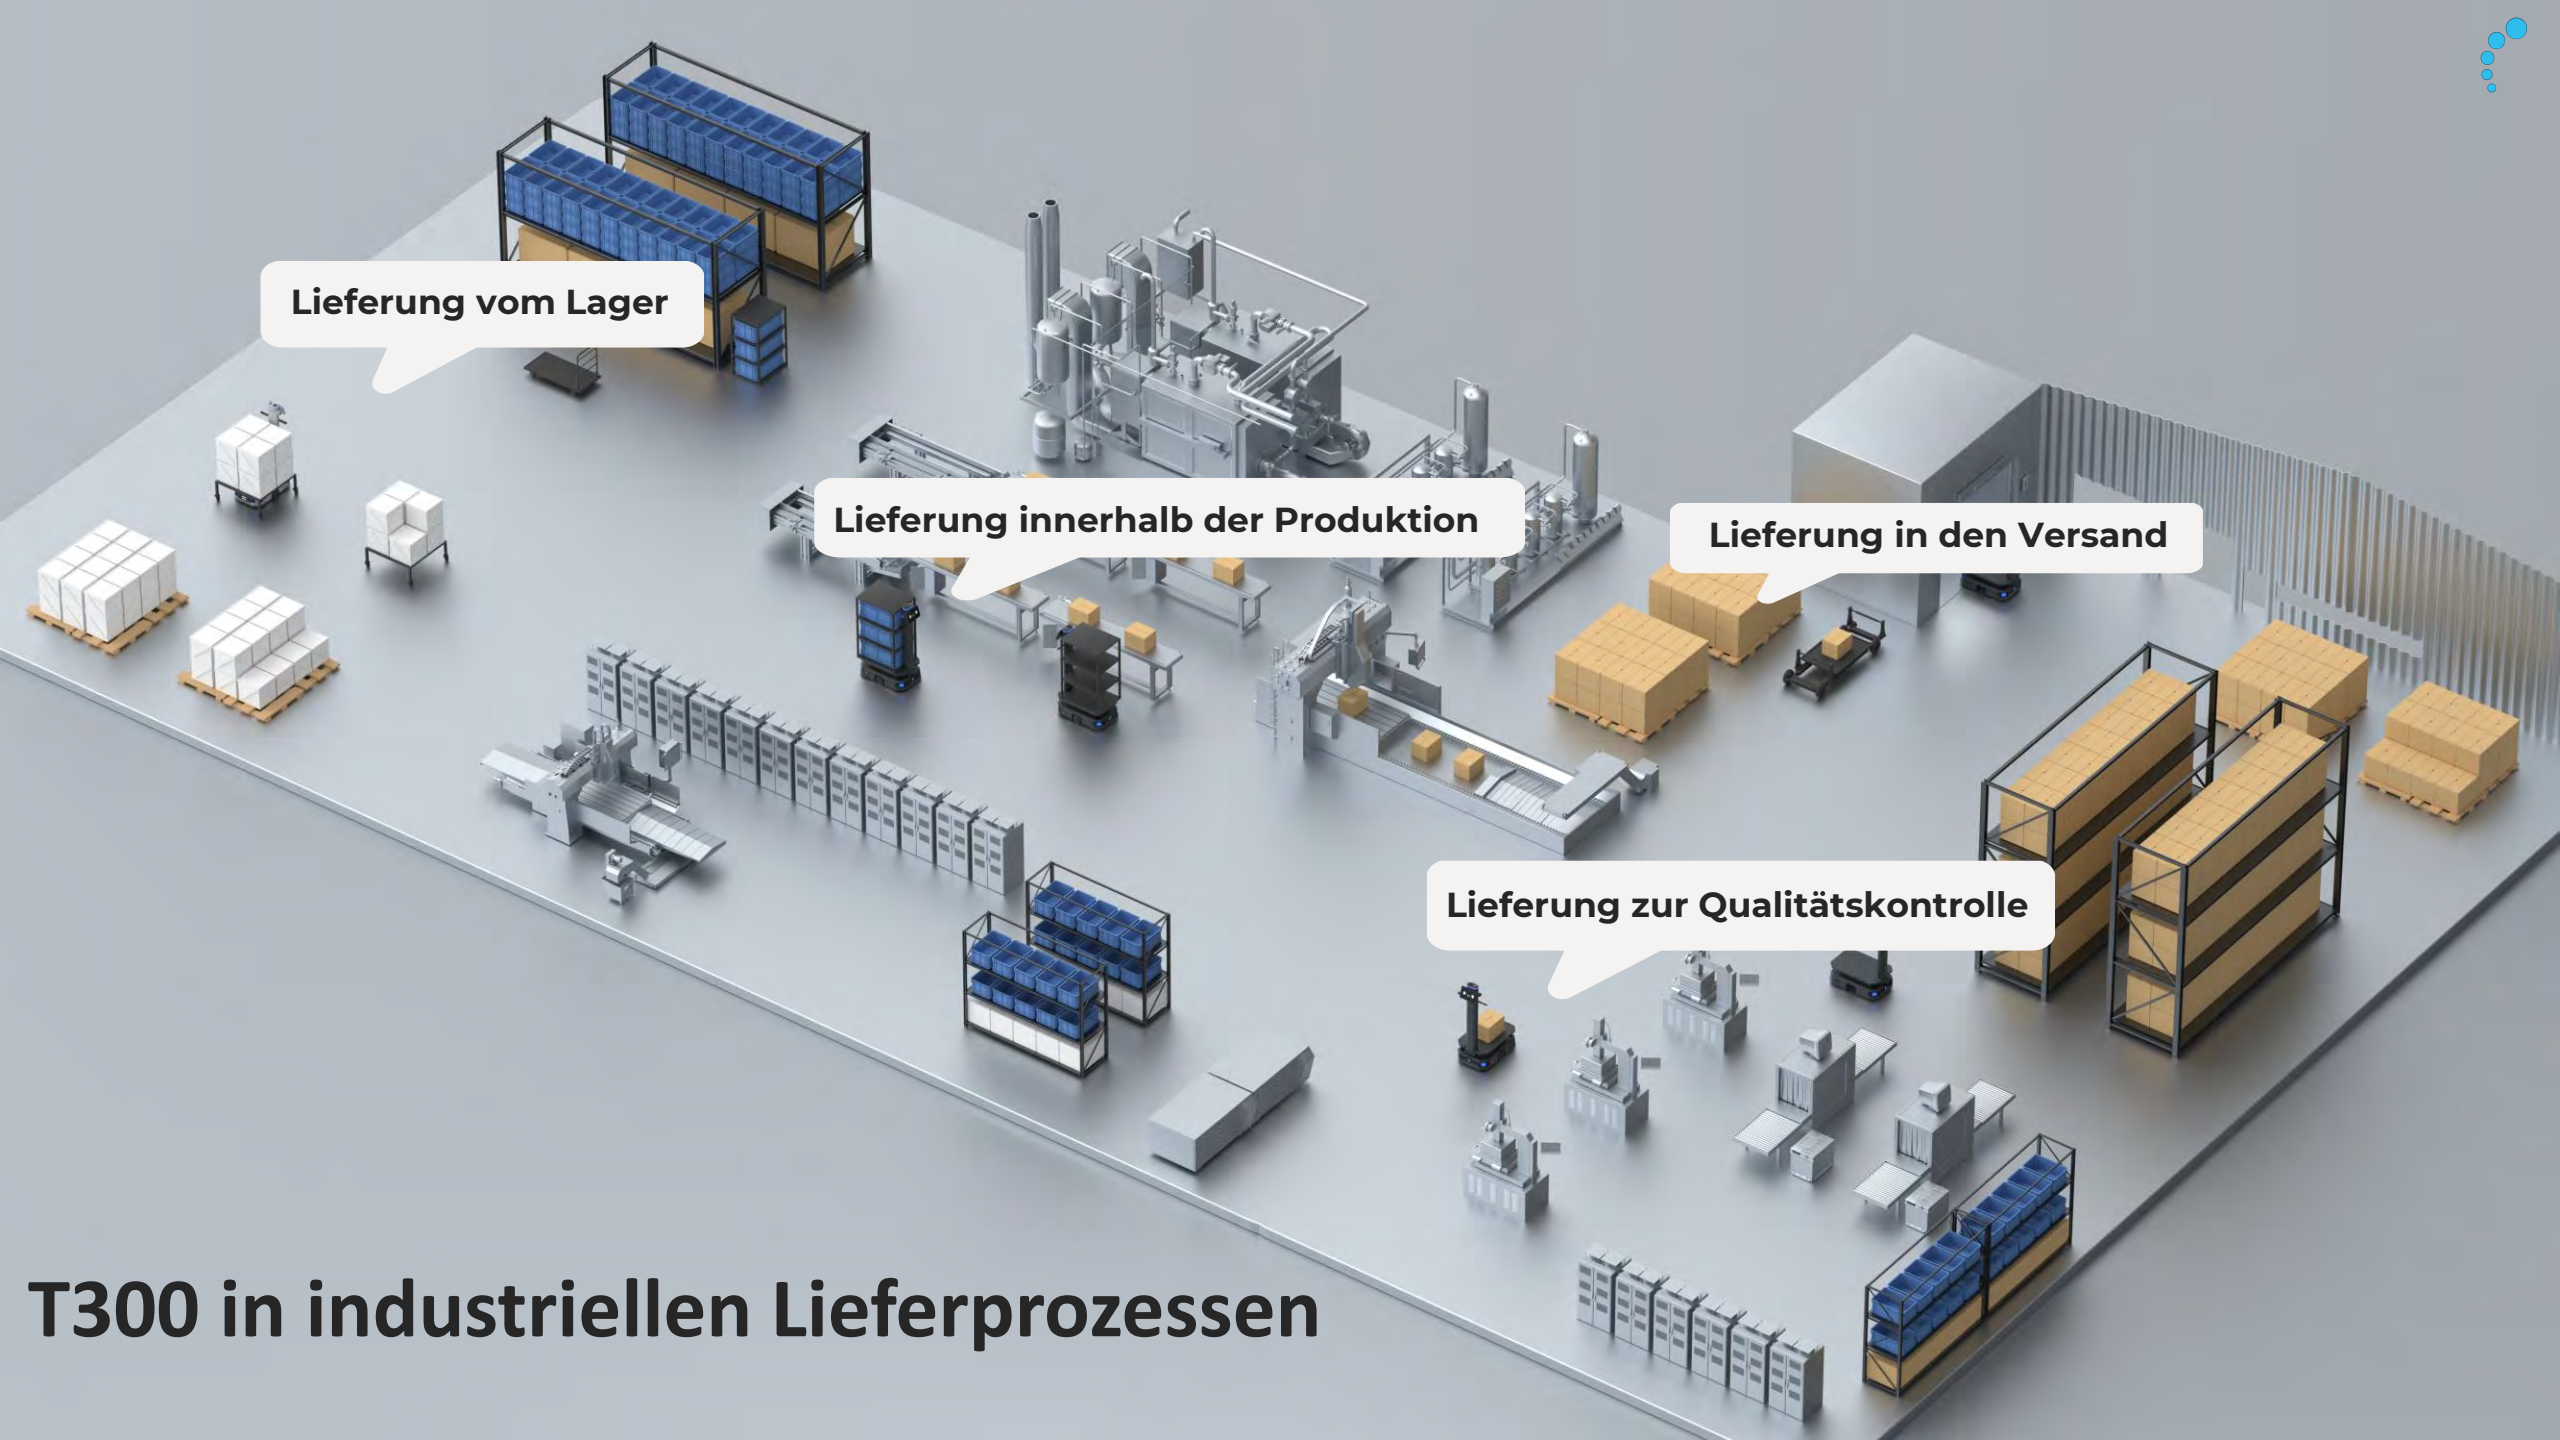 Lieferung vom Lager
Lieferung innerhalb der Produktion
Lieferung in den Versand
Lieferung zur Qualitätskontrolle
T300 in industriellen Lieferprozessen